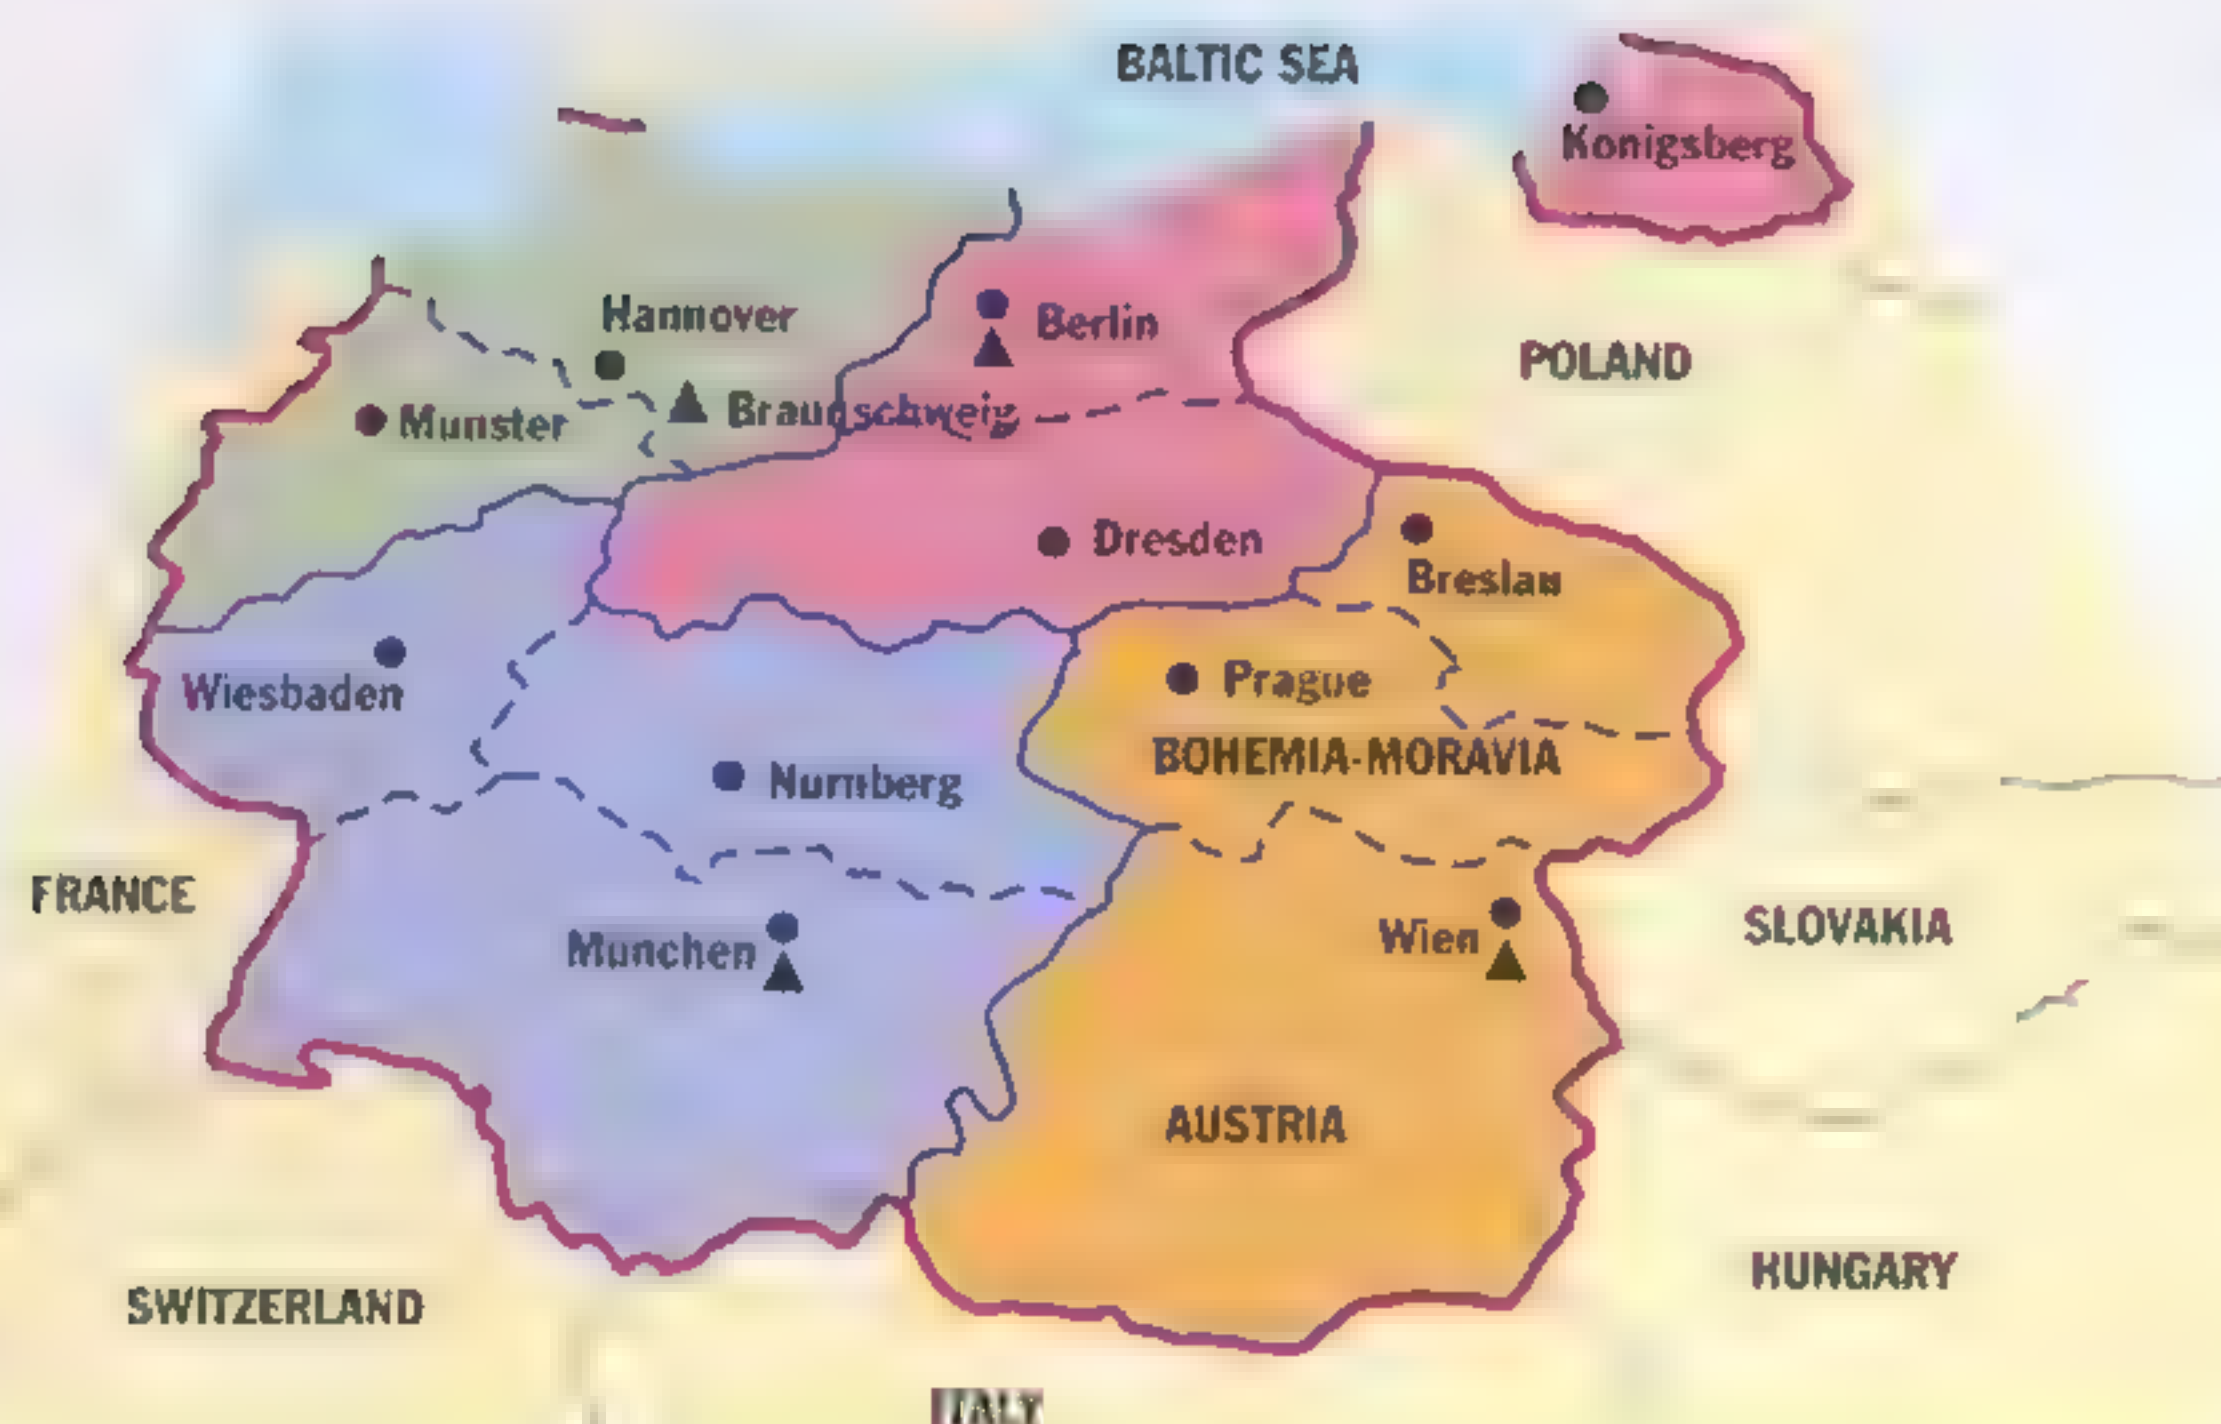 BALTIC SEA
Konigsberg
Hannover
Berlin
POLAND
Munster
Braunschweig
Dresden
Breslau
Wiesbaden
Prague
BOHEMIA-MORAVIA
Nurnberg
FRANCE
Munchen
Wien
SLOVAKIA
AUSTRIA
HUNGARY
SWITZERLAND
ITALY